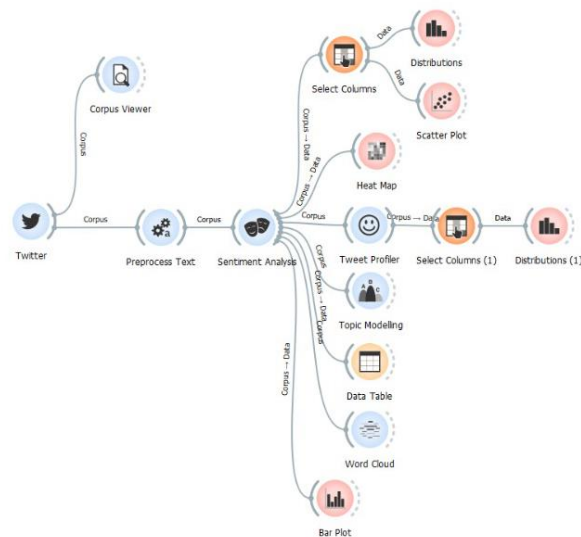 Data
Distributions
Select Columns
Data
Scatter Plot
Corpus Viewer
Corpus
Corpus → Data
Corpus → Data
Heat Map
Twitter
Corpus
Preprocess Text
Corpus
Sentiment Analysis
Corpus
Tweet Profiler
Corpus → Data
Select Columns (1)
Data
Distributions (1)
Corpus
Topic Modelling
A B C
Corpus → Data
Data Table
Corpus
Word Cloud
Corpus → Data
Bar Plot
a